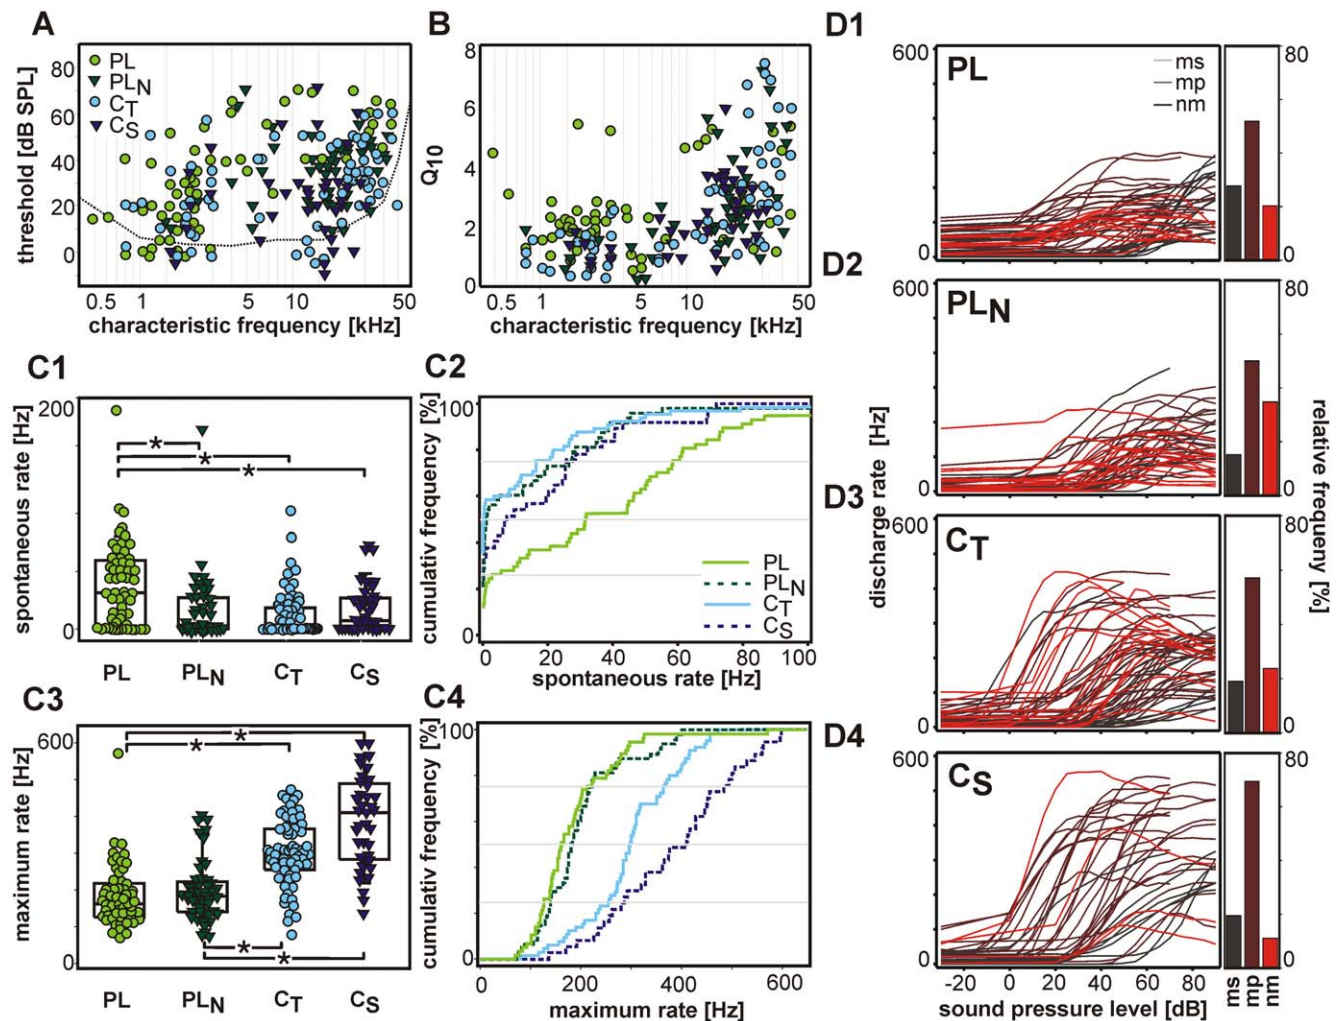 A
threshold [dB SPL]
80
60
40
20
0
PL
PLN
CT
CS
0.5
1
5
10
50
characteristic frequency [kHz]
B
Q10
8
6
4
2
0
0.5
1
5
10
50
characteristic frequency [kHz]
C1
spontaneous rate [Hz]
200
0
*
*
*
PL
PLN
CT
CS
C2
cumulativ frequency [%]
100
0
PL
PLN
CT
CS
0
20
40
60
80
100
spontaneous rate [Hz]
C3
maximum rate [Hz]
600
300
0
*
*
*
*
PL
PLN
CT
CS
C4
cumulativ frequency [%]
100
0
0
200
400
600
maximum rate [Hz]
D1
600
0
PL
ms
mp
nm
80
0
D2
600
0
PLN
80
0
D3
discharge rate [Hz]
relative frequeny [%]
600
0
CT
80
0
D4
600
0
CS
80
0
-20
0
20
40
60
80
sound pressure level [dB]
ms
mp
nm